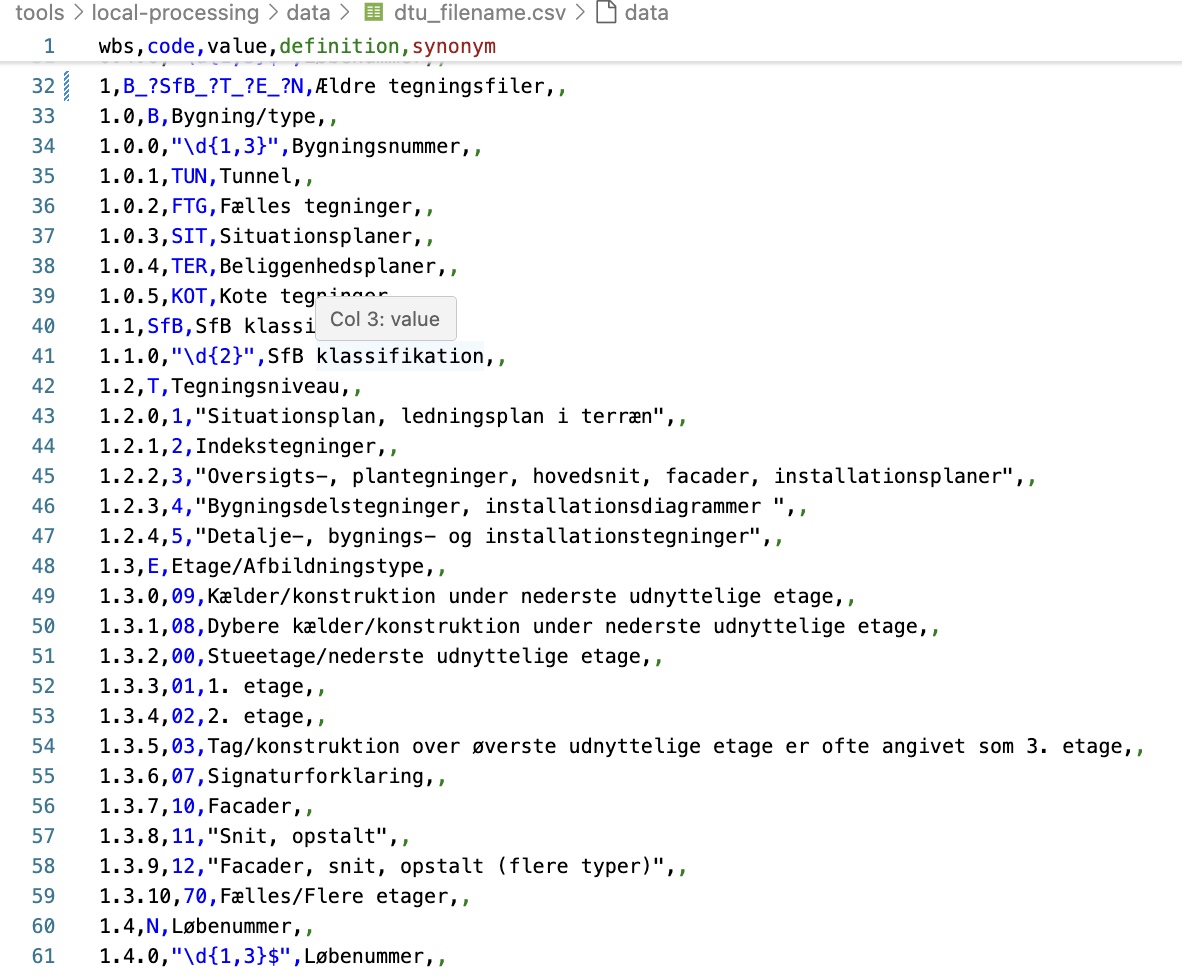 tools > local-processing > data > dtu_filename.csv > data
1 wbs,code,value,definition,synonym
32 1,B_?SfB_?T_?E_?N,Ældre tegningsfiler,,
33 1.0,B,Bygning/type,,
34 1.0.0,"\d{1,3}",Bygningsnummer,,
35 1.0.1,TUN,Tunnel,,
36 1.0.2,FTG,Fælles tegninger,,
37 1.0.3,SIT,Situationsplaner,,
38 1.0.4,TER,Beliggenhedsplaner,,
39 1.0.5,KOT,Kote tegninger
Col 3: value
40 1.1,SfB,SfB klassi
41 1.1.0,"\d{2}",SfB klassifikation,,
42 1.2,T,Tegningsniveau,,
43 1.2.0,1,"Situationsplan, ledningsplan i terræn",,
44 1.2.1,2,Indekstegninger,,
45 1.2.2,3,"Oversigts-, plantegninger, hovedsnit, facader, installationsplaner",,
46 1.2.3,4,"Bygningsdelstegninger, installationsdiagrammer ",,
47 1.2.4,5,"Detalje-, bygnings- og installationstegninger",,
48 1.3,E,Etage/Afbildningstype,,
49 1.3.0,09,Kælder/konstruktion under nederste udnyttelige etage,,
50 1.3.1,08,Dybere kælder/konstruktion under nederste udnyttelige etage,,
51 1.3.2,00,Stueetage/nederste udnyttelige etage,,
52 1.3.3,01,1. etage,,
53 1.3.4,02,2. etage,,
54 1.3.5,03,Tag/konstruktion over øverste udnyttelige etage er ofte angivet som 3. etage,,
55 1.3.6,07,Signaturforklaring,,
56 1.3.7,10,Facader,,
57 1.3.8,11,"Snit, opstalt",,
58 1.3.9,12,"Facader, snit, opstalt (flere typer)",,
59 1.3.10,70,Fælles/Flere etager,,
60 1.4,N,Løbenummer,,
61 1.4.0,"\d{1,3}$",Løbenummer,,